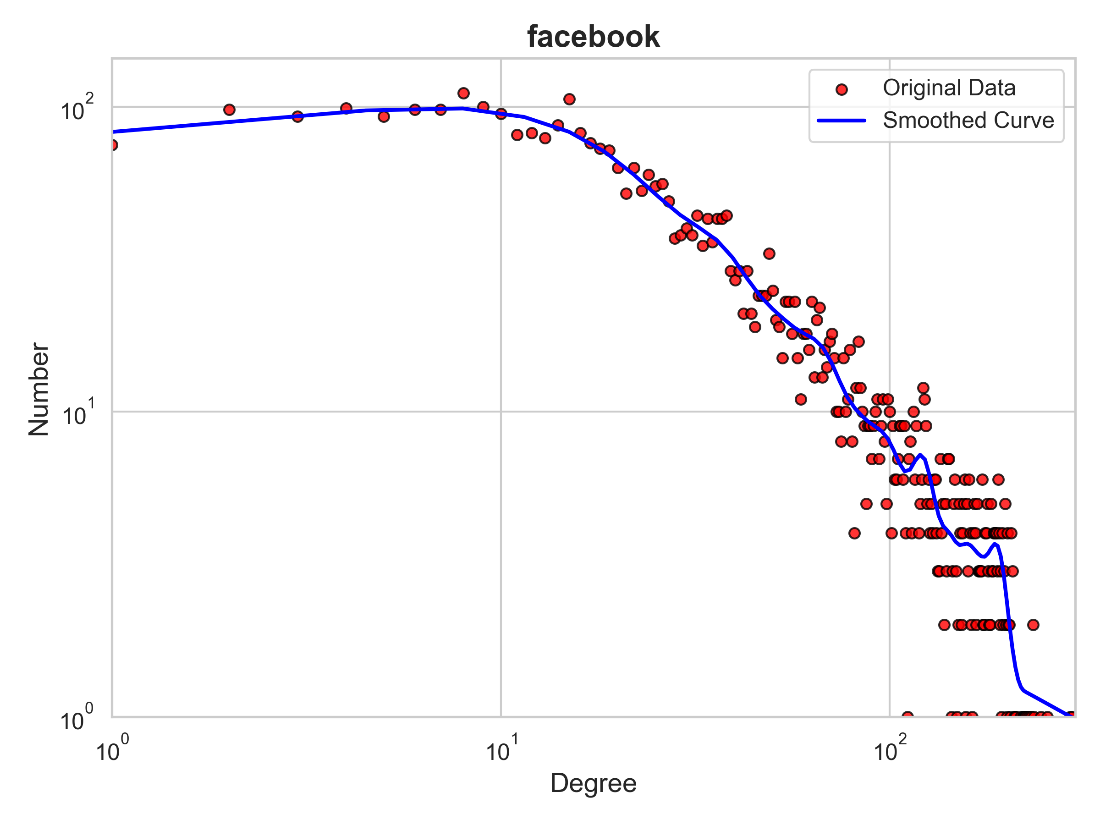 facebook
Original Data
Smoothed Curve
Number
10²
10¹
10⁰
10⁰ 10¹ 10²
Degree